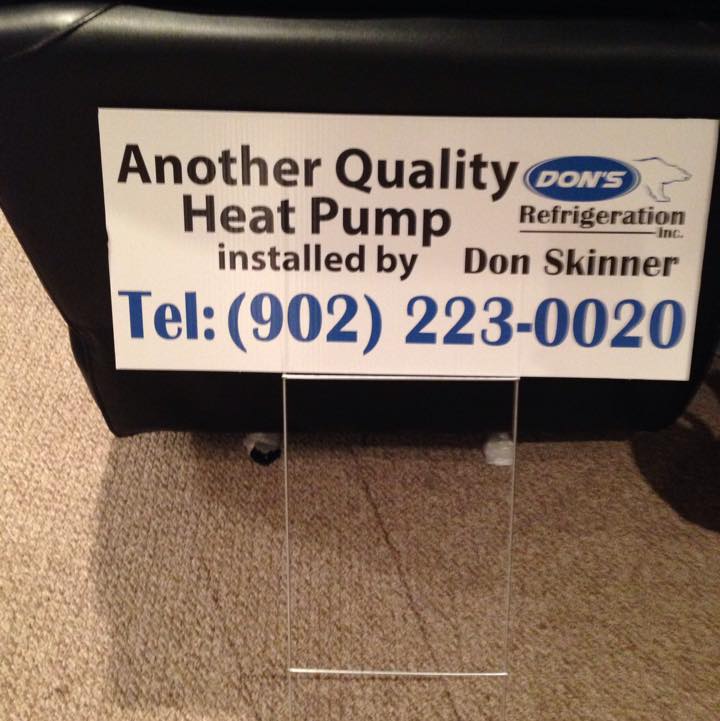 Another Quality
Heat Pump
installed by Don Skinner
DON'S
Refrigeration
Inc.
Tel: (902) 223-0020